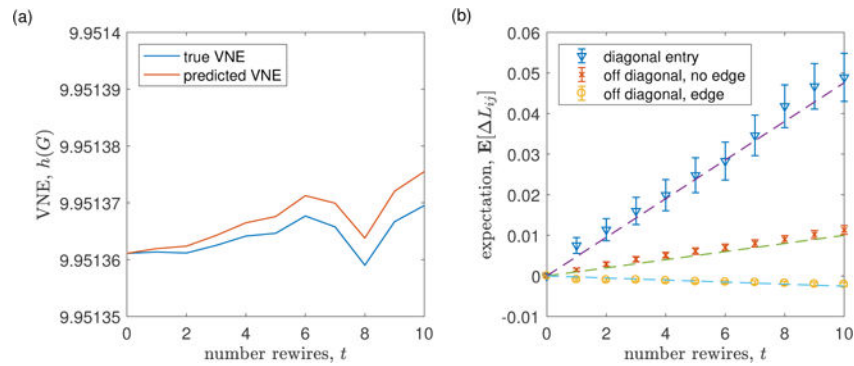 (a)
9.9514
9.95139
9.95138
9.95137
9.95136
9.95135
VNE, h(G)
true VNE
predicted VNE
0 2 4 6 8 10
number rewires, t
(b)
0.06
0.05
0.04
0.03
0.02
0.01
0
-0.01
expectation, E[ΔL_{ij}]
diagonal entry
off diagonal, no edge
off diagonal, edge
0 2 4 6 8 10
number rewires, t